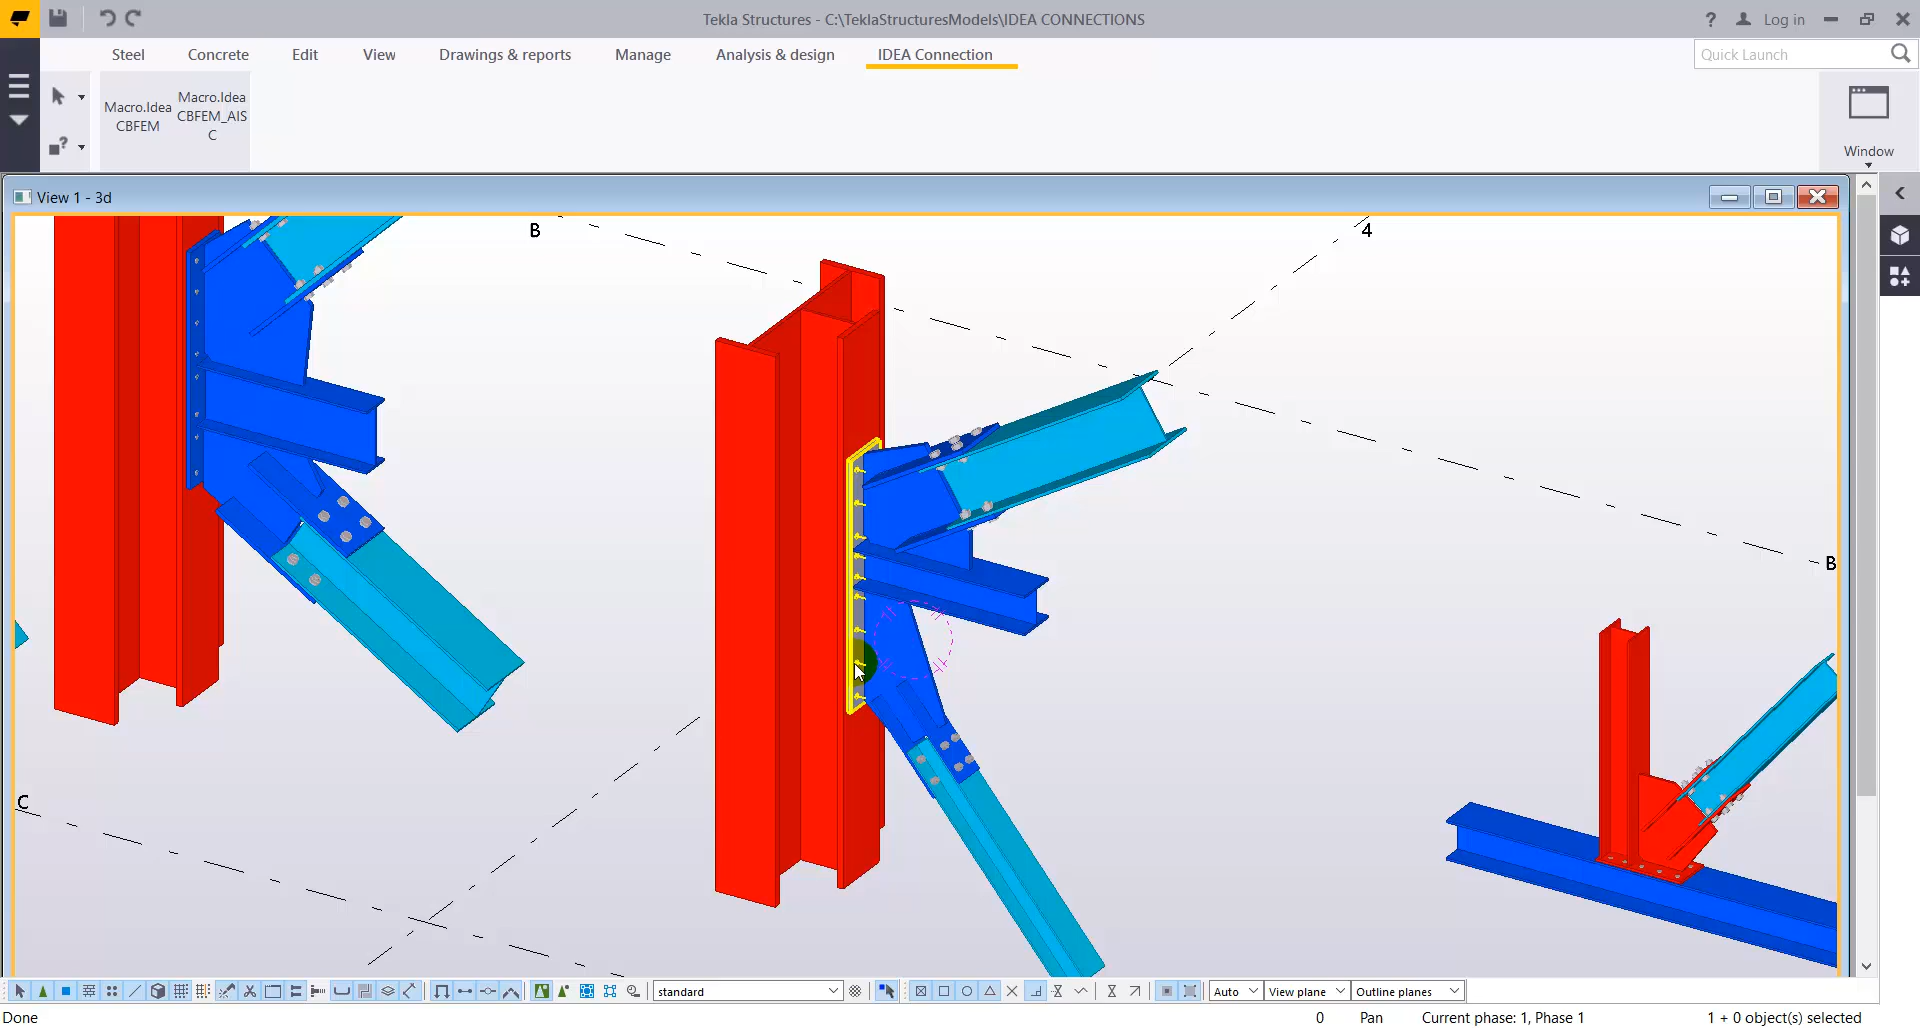 Tekla Structures - C:\TeklaStructuresModels\IDEA CONNECTIONS
? Log in
Steel Concrete Edit View Drawings & reports Manage Analysis & design IDEA Connection
Quick Launch
Macro.Idea
CBFEM
Macro.Idea
CBFEM_AIS
C
Window
View 1 - 3d
B
4
B
C
standard
Auto
View plane
Outline planes
Done
0
Pan
Current phase: 1, Phase 1
1 + 0 object(s) selected